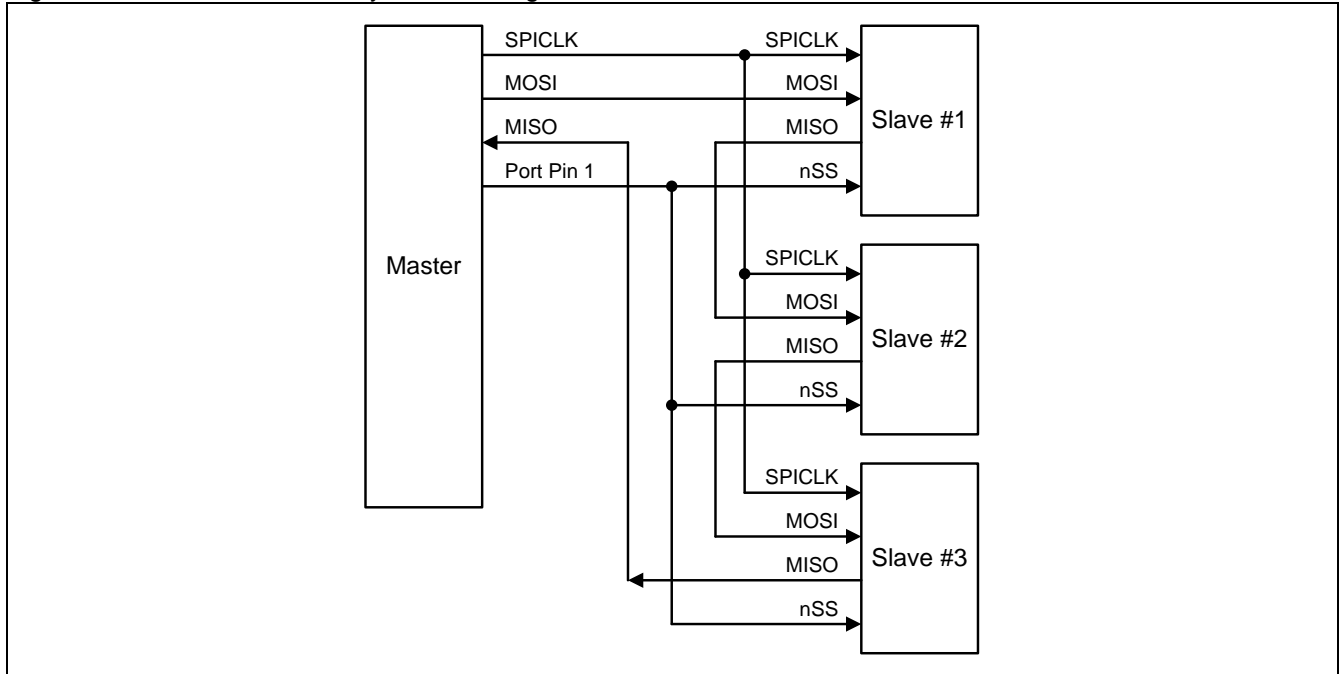 SPICLK
MOSI
MISO
Port Pin 1
Master
SPICLK
MOSI
MISO
nSS
Slave #1
SPICLK
MOSI
MISO
nSS
Slave #2
SPICLK
MOSI
MISO
nSS
Slave #3